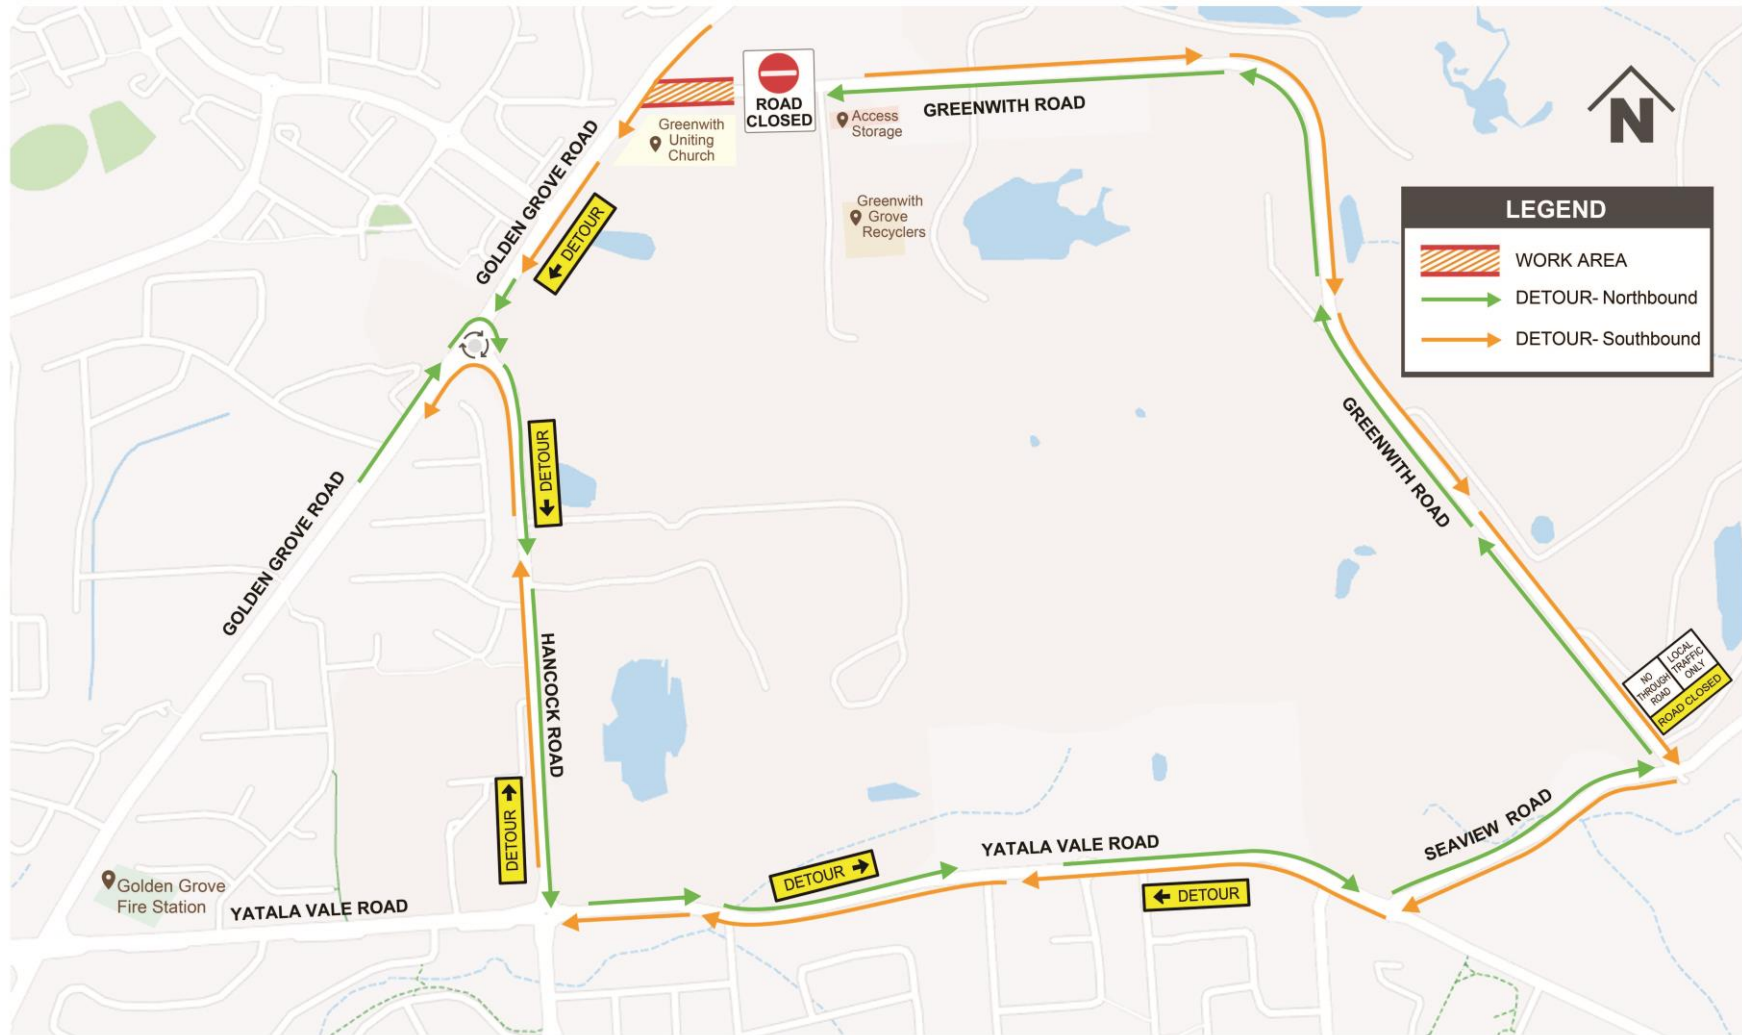 ROAD
CLOSED
GREENWITH ROAD
Access
Storage
Greenwith
Uniting
Church
GOLDEN GROVE ROAD
← DETOUR
Greenwith
Grove
Recyclers
N
LEGEND
WORK AREA
DETOUR- Northbound
DETOUR- Southbound
GREENWITH ROAD
← DETOUR
GOLDEN GROVE ROAD
HANCOCK ROAD
NO
THROUGH
ROAD
LOCAL
TRAFFIC
ONLY
ROAD CLOSED
DETOUR →
SEAVIEW ROAD
YATALA VALE ROAD
DETOUR →
← DETOUR
Golden Grove
Fire Station
YATALA VALE ROAD